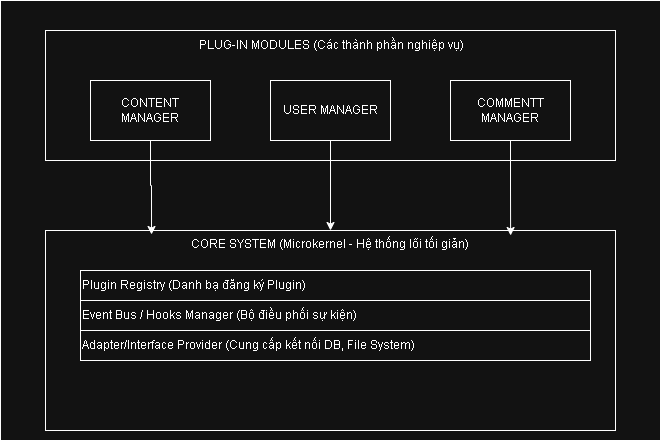 PLUG-IN MODULES (Các thành phần nghiệp vụ)
CONTENT
MANAGER
USER MANAGER
COMMENTT
MANAGER
CORE SYSTEM (Microkernel - Hệ thống lõi tối giản)
Plugin Registry (Danh bạ đăng ký Plugin)
Event Bus / Hooks Manager (Bộ điều phối sự kiện)
Adapter/Interface Provider (Cung cấp kết nối DB, File System)